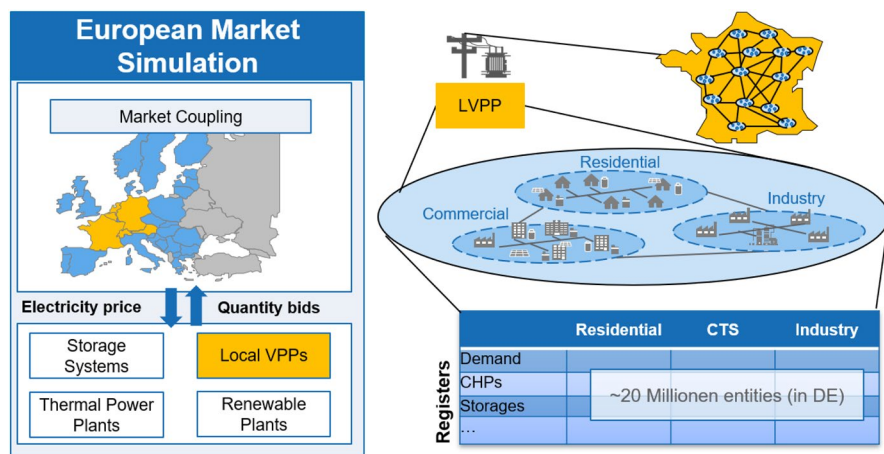 European Market
Simulation
Market Coupling
Electricity price
Quantity bids
Storage
Systems
Local VPPs
Thermal Power
Plants
Renewable
Plants
LVPP
Residential
Commercial
Industry
Registers
Residential CTS Industry
Demand
CHPs
Storages
...
~20 Millionen entities (in DE)